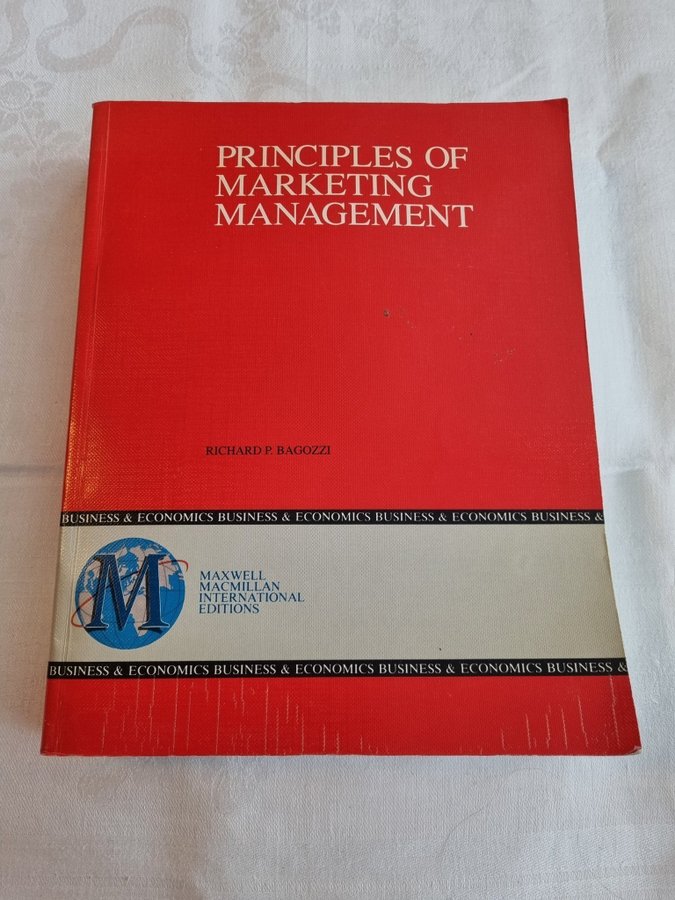 PRINCIPLES OF
MARKETING
MANAGEMENT
RICHARD P. BAGOZZI
BUSINESS & ECONOMICS BUSINESS & ECONOMICS BUSINESS & ECONOMICS BUSINESS &
M
MAXWELL
MACMILLAN
INTERNATIONAL
EDITIONS
BUSINESS & ECONOMICS BUSINESS & ECONOMICS BUSINESS & ECONOMICS BUSINESS &